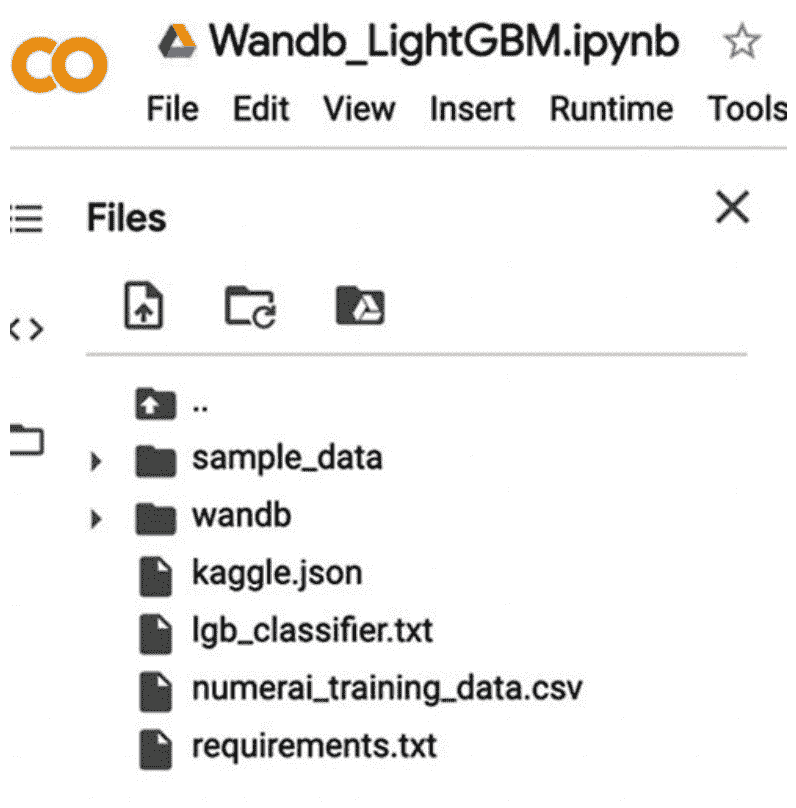 CO Wandb_LightGBM.ipynb
File Edit View Insert Runtime Tools
Files
..
sample_data
wandb
kaggle.json
lgb_classifier.txt
numerai_training_data.csv
requirements.txt